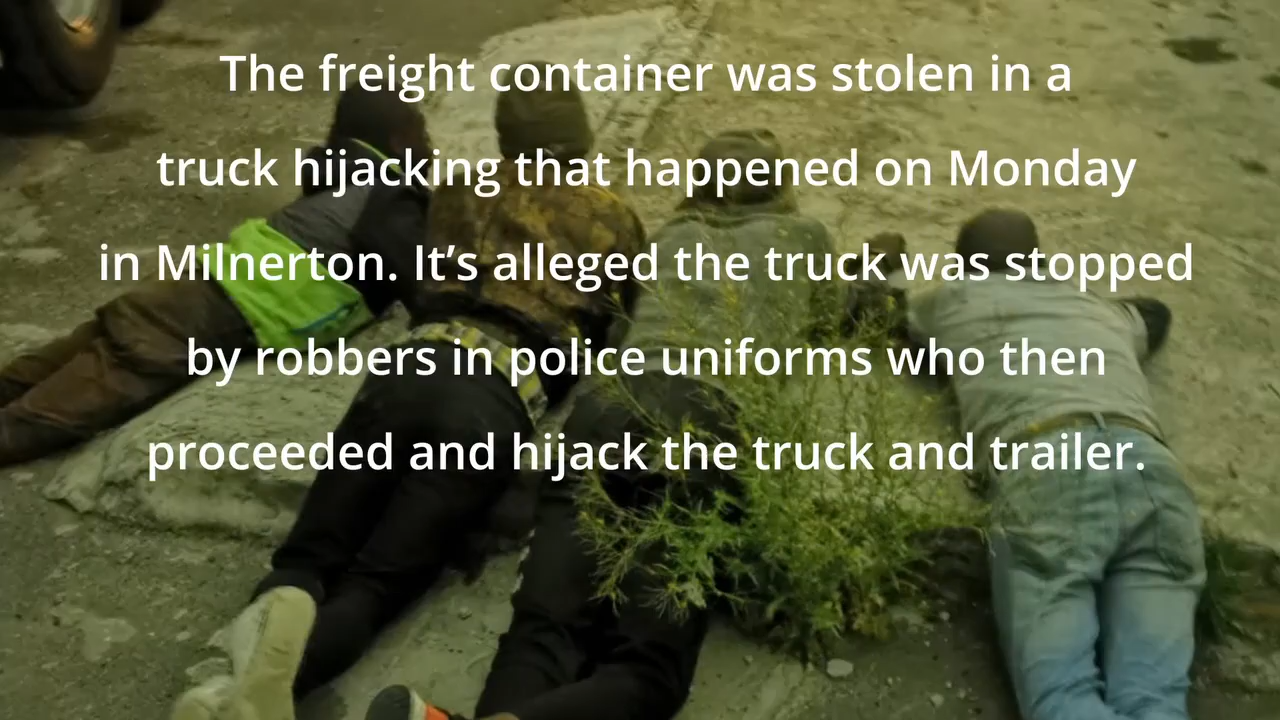 The freight container was stolen in a
truck hijacking that happened on Monday
in Milnerton. It’s alleged the truck was stopped
by robbers in police uniforms who then
proceeded and hijack the truck and trailer.